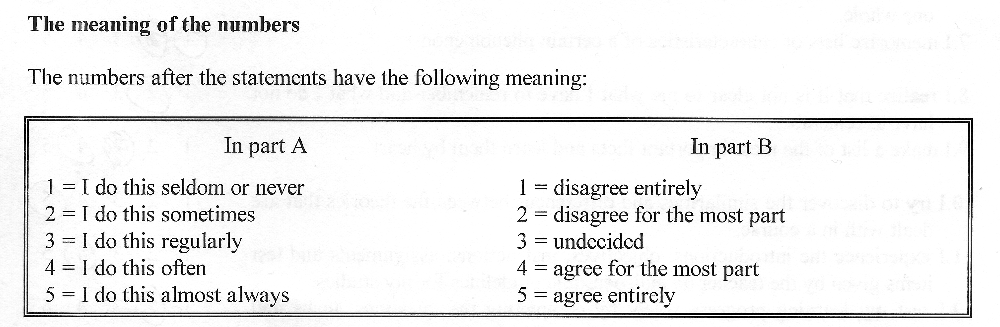 The meaning of the numbers
The numbers after the statements have the following meaning:
In part A
1 = I do this seldom or never
2 = I do this sometimes
3 = I do this regularly
4 = I do this often
5 = I do this almost always
In part B
1 = disagree entirely
2 = disagree for the most part
3 = undecided
4 = agree for the most part
5 = agree entirely